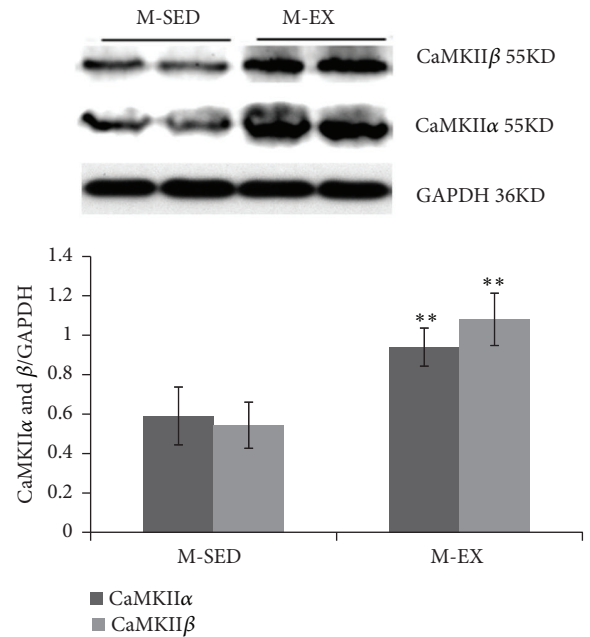 M-SED M-EX
CaMKIIβ 55KD
CaMKIIα 55KD
GAPDH 36KD
CaMKIIα and β/GAPDH
1.4
1.2
1
0.8
0.6
0.4
0.2
0
**
**
M-SED M-EX
CaMKIIα
CaMKIIβ